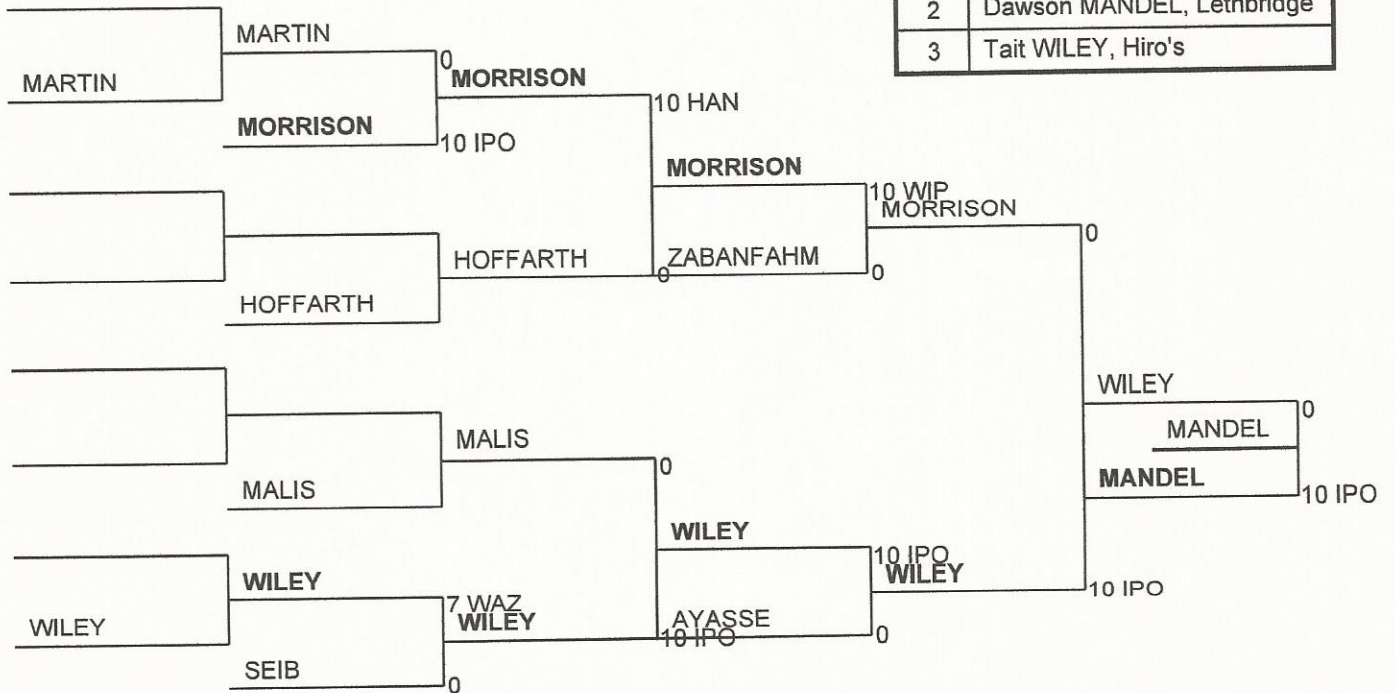 2 Dawson MANDEL, Lethbridge
3 Tait WILEY, Hiro's
MARTIN
0
MARTIN
MORRISON
10 HAN
MORRISON
10 IPO
MORRISON
10 WIP
MORRISON
0
HOFFARTH
0
ZABANFAHM
0
HOFFARTH
WILEY
0
MANDEL
MALIS
0
MANDEL
10 IPO
MALIS
WILEY
10 IPO
WILEY
WILEY
7 WAZ
10 IPO
WILEY
WILEY
10 IPO
AYASSE
0
SEIB
0